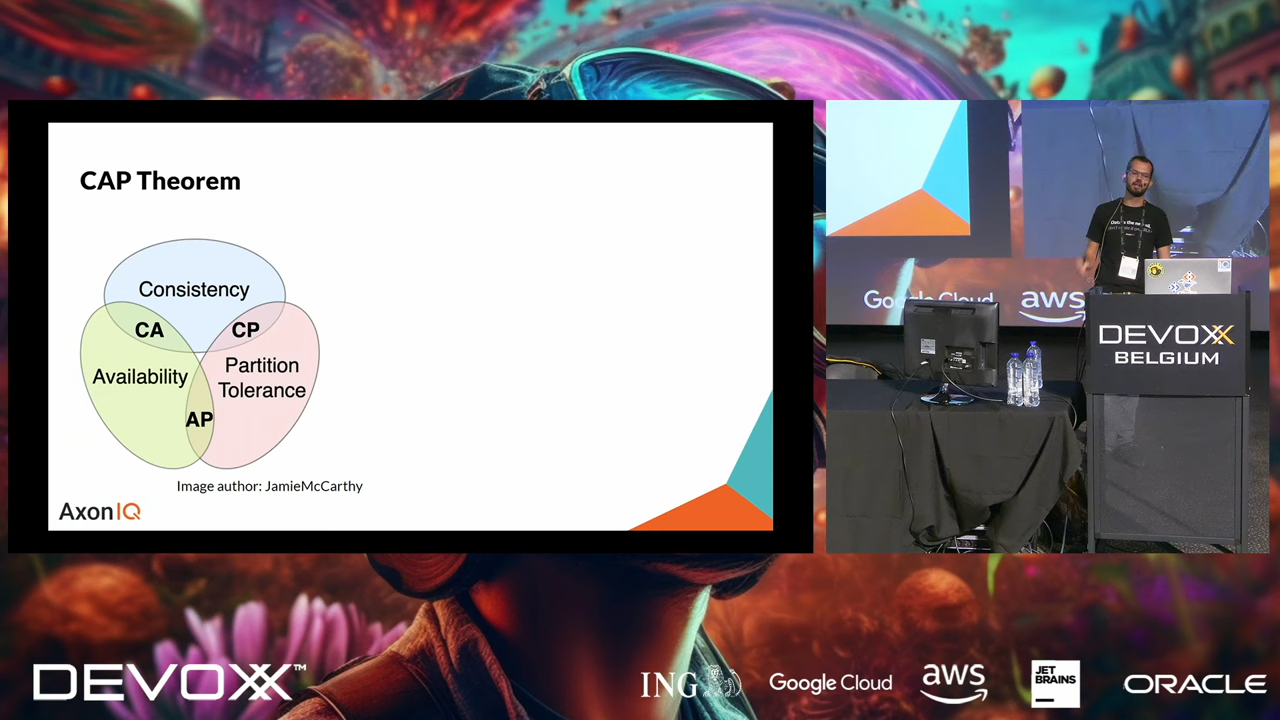 CAP Theorem
Consistency
CA
CP
Availability
Partition
Tolerance
AP
Image author: JamieMcCarthy
AxonIQ
Google Cloud
aws
DEVOXX
BELGIUM
DEVOXX™
ING
Google Cloud
aws
JET
BRAINS
ORACLE